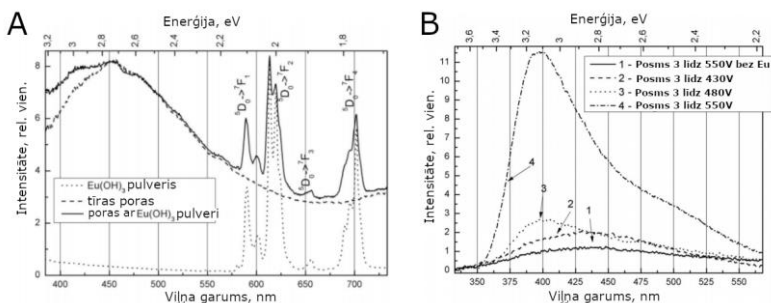 A
Enerģija, eV
3,2 3 2,8 2,6 2,4 2,2 2 1,8
Intensitāte, rel. vien.
8
6
4
2
0
⁵D₀->⁷F₁
⁵D₀->⁷F₂
⁵D₀->⁷F₃
⁵D₀->⁷F₄
Eu(OH)₃ pulveris
tīras poras
poras ar Eu(OH)₃ pulveri
400 450 500 550 600 650 700
Viļņa garums, nm
B
Enerģija, eV
3,6 3,4 3,2 3 2,8 2,6 2,4 2,2
Intensitāte, rel. vien.
11
10
9
8
7
6
5
4
3
2
1
0
1 - Posms 3 lidz 550V bez Eu
2 - Posms 3 lidz 430V
3 - Posms 3 lidz 480V
4 - Posms 3 lidz 550V
4
3
2
1
350 375 400 425 450 475 500 525 550
Viļņa garums, nm